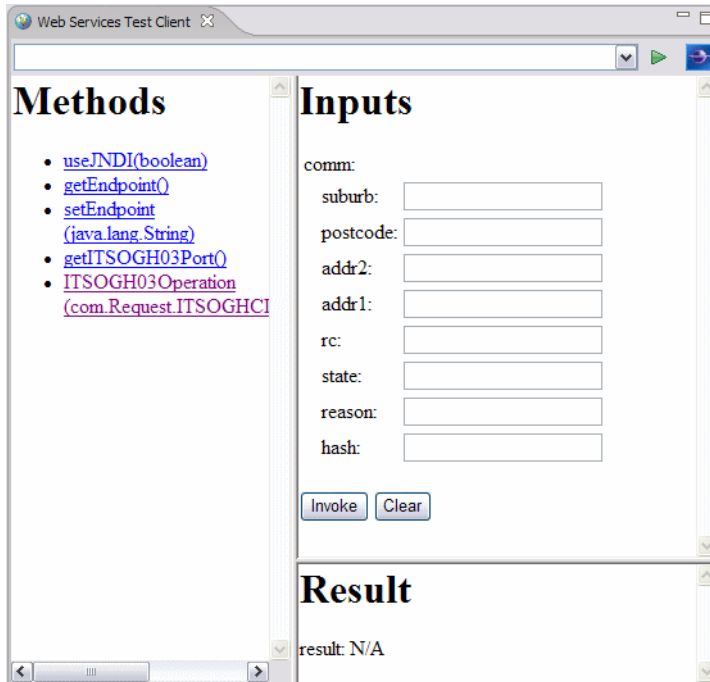 Web Services Test Client
Methods
useJNDI(boolean)
getEndpoint()
setEndpoint
(java.lang.String)
getITSOGH03Port()
ITSOGH03Operation
(com.Request.ITSOGHCI
Inputs
comm:
suburb:
postcode:
addr2:
addr1:
rc:
state:
reason:
hash:
Invoke Clear
Result
result: N/A